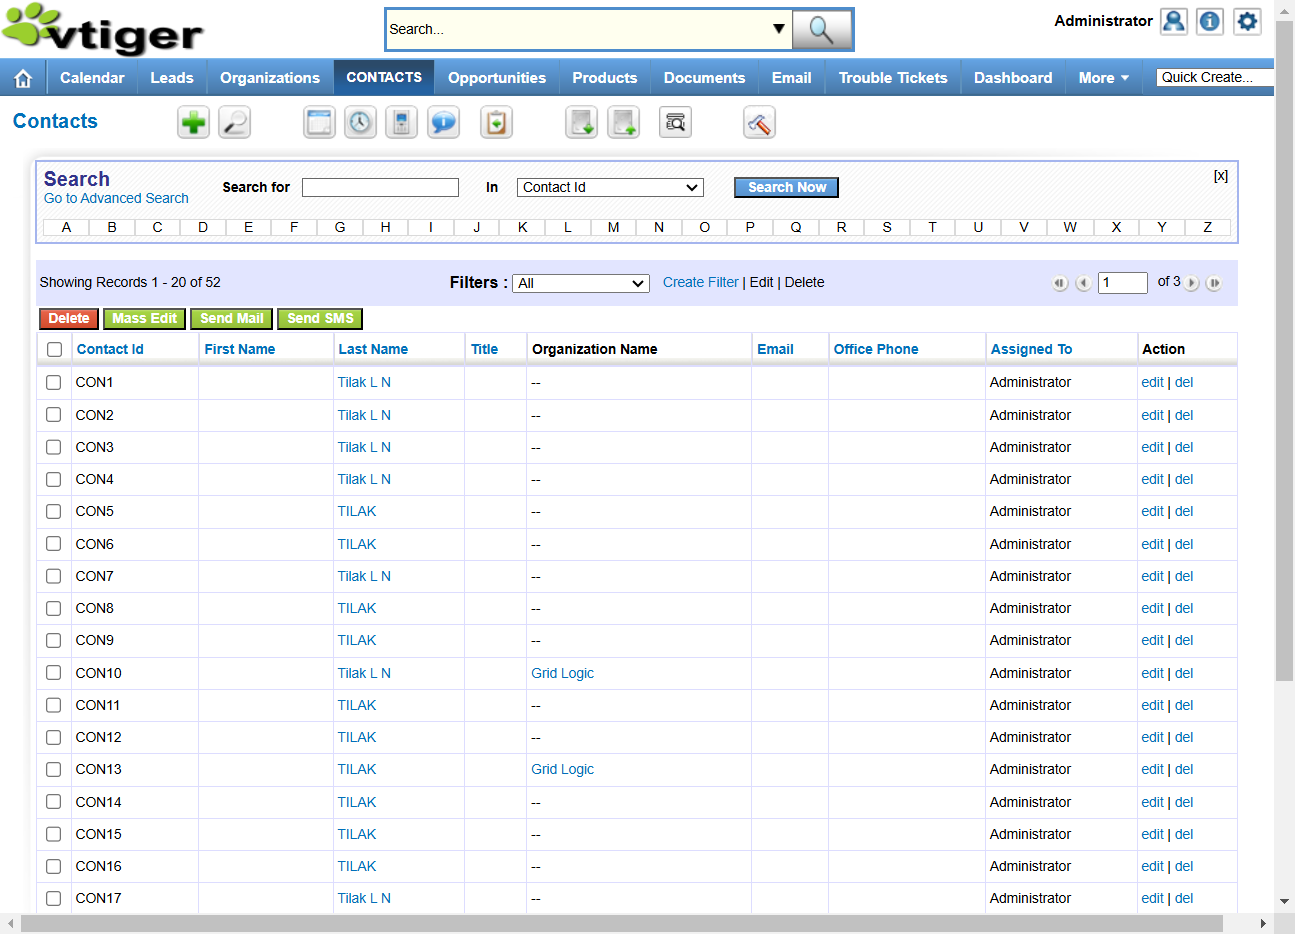 vtiger
Search...
Administrator
Calendar Leads Organizations CONTACTS Opportunities Products Documents Email Trouble Tickets Dashboard More Quick Create...
Contacts
Search
Go to Advanced Search
Search for In Contact Id Search Now [x]
A B C D E F G H I J K L M N O P Q R S T U V W X Y Z
Showing Records 1 - 20 of 52 Filters : All Create Filter | Edit | Delete 1 of 3
Delete Mass Edit Send Mail Send SMS
Contact Id First Name Last Name Title Organization Name Email Office Phone Assigned To Action
CON1 Tilak L N -- Administrator edit | del
CON2 Tilak L N -- Administrator edit | del
CON3 Tilak L N -- Administrator edit | del
CON4 Tilak L N -- Administrator edit | del
CON5 TILAK -- Administrator edit | del
CON6 TILAK -- Administrator edit | del
CON7 Tilak L N -- Administrator edit | del
CON8 TILAK -- Administrator edit | del
CON9 TILAK -- Administrator edit | del
CON10 Tilak L N Grid Logic Administrator edit | del
CON11 TILAK -- Administrator edit | del
CON12 TILAK -- Administrator edit | del
CON13 TILAK Grid Logic Administrator edit | del
CON14 TILAK -- Administrator edit | del
CON15 TILAK -- Administrator edit | del
CON16 TILAK -- Administrator edit | del
CON17 Tilak L N -- Administrator edit | del